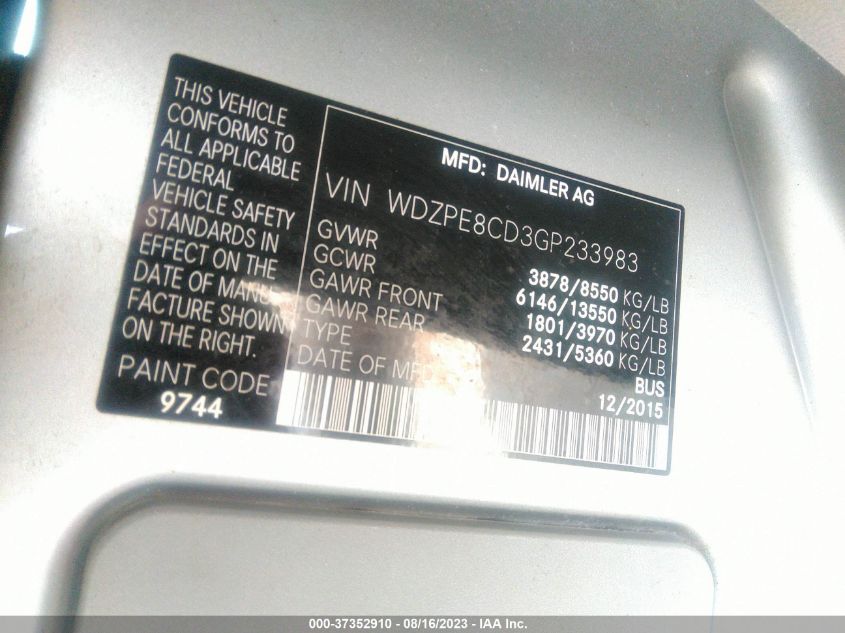 THIS VEHICLE
CONFORMS TO
ALL APPLICABLE
FEDERAL
VEHICLE SAFETY
STANDARDS IN
EFFECT ON THE
DATE OF MANU-
FACTURE SHOWN
ON THE RIGHT.
PAINT CODE
9744
MFD: DAIMLER AG
VIN WDZPE8CD3GP233983
GVWR 3878/8550 KG/LB
GCWR 6146/13550 KG/LB
GAWR FRONT 1801/3970 KG/LB
GAWR REAR 2431/5360 KG/LB
TYPE BUS
DATE OF MFD 12/2015
000-37352910 - 08/16/2023 - IAA Inc.